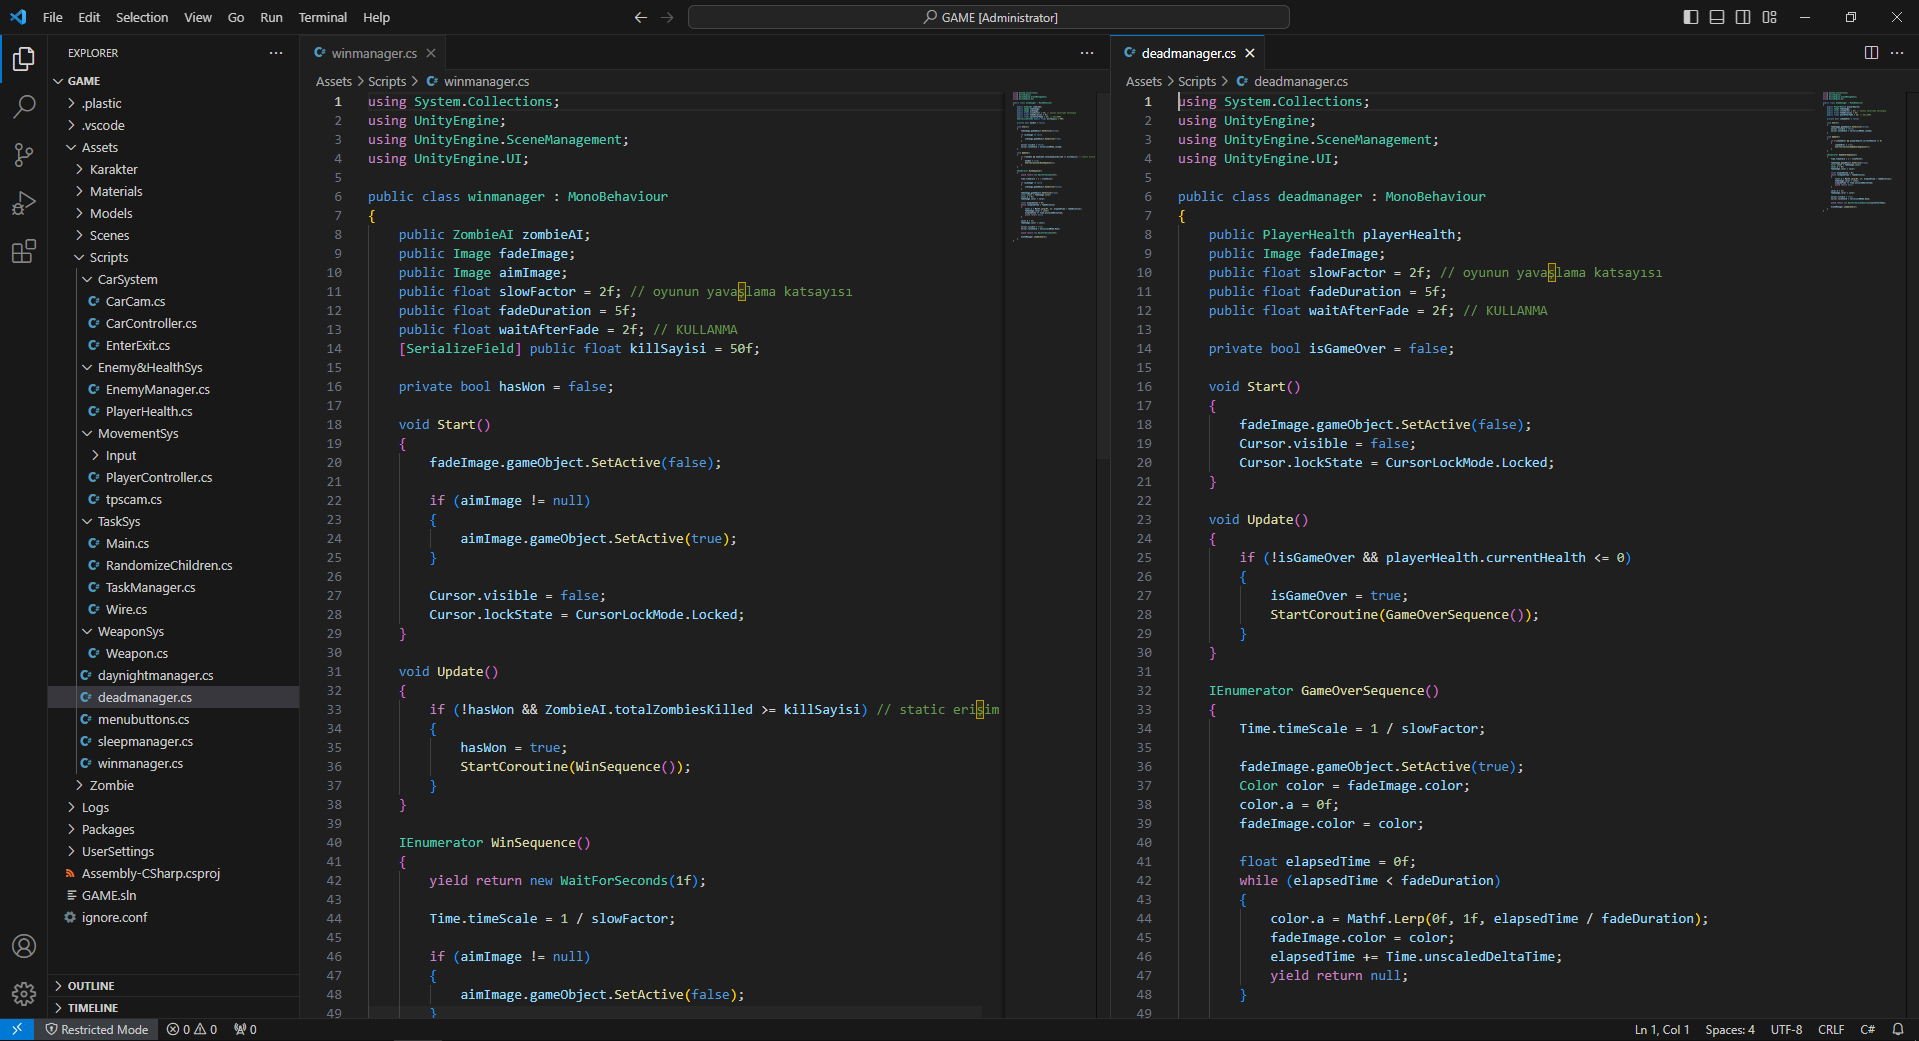 File Edit Selection View Go Run Terminal Help
GAME [Administrator]
EXPLORER
GAME
.plastic
.vscode
Assets
Karakter
Materials
Models
Scenes
Scripts
CarSystem
CarCam.cs
CarController.cs
EnterExit.cs
Enemy&HealthSys
EnemyManager.cs
PlayerHealth.cs
MovementSys
Input
PlayerController.cs
tpscam.cs
TaskSys
Main.cs
RandomizeChildren.cs
TaskManager.cs
Wire.cs
WeaponSys
Weapon.cs
daynightmanager.cs
deadmanager.cs
menubuttons.cs
sleepmanager.cs
winmanager.cs
Zombie
Logs
Packages
UserSettings
Assembly-CSharp.csproj
GAME.sln
ignore.conf
OUTLINE
TIMELINE
winmanager.cs
Assets > Scripts > winmanager.cs
1 using System.Collections;
2 using UnityEngine;
3 using UnityEngine.SceneManagement;
4 using UnityEngine.UI;
5
6 public class winmanager : MonoBehaviour
7 {
8 public ZombieAI zombieAI;
9 public Image fadeImage;
10 public Image aimImage;
11 public float slowFactor = 2f; // oyunun yavaşlama katsayısı
12 public float fadeDuration = 5f;
13 public float waitAfterFade = 2f; // KULLANMA
14 [SerializeField] public float killSayisi = 50f;
15
16 private bool hasWon = false;
17
18 void Start()
19 {
20 fadeImage.gameObject.SetActive(false);
21
22 if (aimImage != null)
23 {
24 aimImage.gameObject.SetActive(true);
25 }
26
27 Cursor.visible = false;
28 Cursor.lockState = CursorLockMode.Locked;
29 }
30
31 void Update()
32 {
33 if (!hasWon && ZombieAI.totalZombiesKilled >= killSayisi) // static erişim
34 {
35 hasWon = true;
36 StartCoroutine(WinSequence());
37 }
38 }
39
40 IEnumerator WinSequence()
41 {
42 yield return new WaitForSeconds(1f);
43
44 Time.timeScale = 1 / slowFactor;
45
46 if (aimImage != null)
47 {
48 aimImage.gameObject.SetActive(false);
49 }
deadmanager.cs
Assets > Scripts > deadmanager.cs
1 using System.Collections;
2 using UnityEngine;
3 using UnityEngine.SceneManagement;
4 using UnityEngine.UI;
5
6 public class deadmanager : MonoBehaviour
7 {
8 public PlayerHealth playerHealth;
9 public Image fadeImage;
10 public float slowFactor = 2f; // oyunun yavaşlama katsayısı
11 public float fadeDuration = 5f;
12 public float waitAfterFade = 2f; // KULLANMA
13
14 private bool isGameOver = false;
15
16 void Start()
17 {
18 fadeImage.gameObject.SetActive(false);
19 Cursor.visible = false;
20 Cursor.lockState = CursorLockMode.Locked;
21 }
22
23 void Update()
24 {
25 if (!isGameOver && playerHealth.currentHealth <= 0)
26 {
27 isGameOver = true;
28 StartCoroutine(GameOverSequence());
29 }
30 }
31
32 IEnumerator GameOverSequence()
33 {
34 Time.timeScale = 1 / slowFactor;
35
36 fadeImage.gameObject.SetActive(true);
37 Color color = fadeImage.color;
38 color.a = 0f;
39 fadeImage.color = color;
40
41 float elapsedTime = 0f;
42 while (elapsedTime < fadeDuration)
43 {
44 color.a = Mathf.Lerp(0f, 1f, elapsedTime / fadeDuration);
45 fadeImage.color = color;
46 elapsedTime += Time.unscaledDeltaTime;
47 yield return null;
48 }
49
Restricted Mode 0 0 0
Ln 1, Col 1 Spaces: 4 UTF-8 CRLF C#